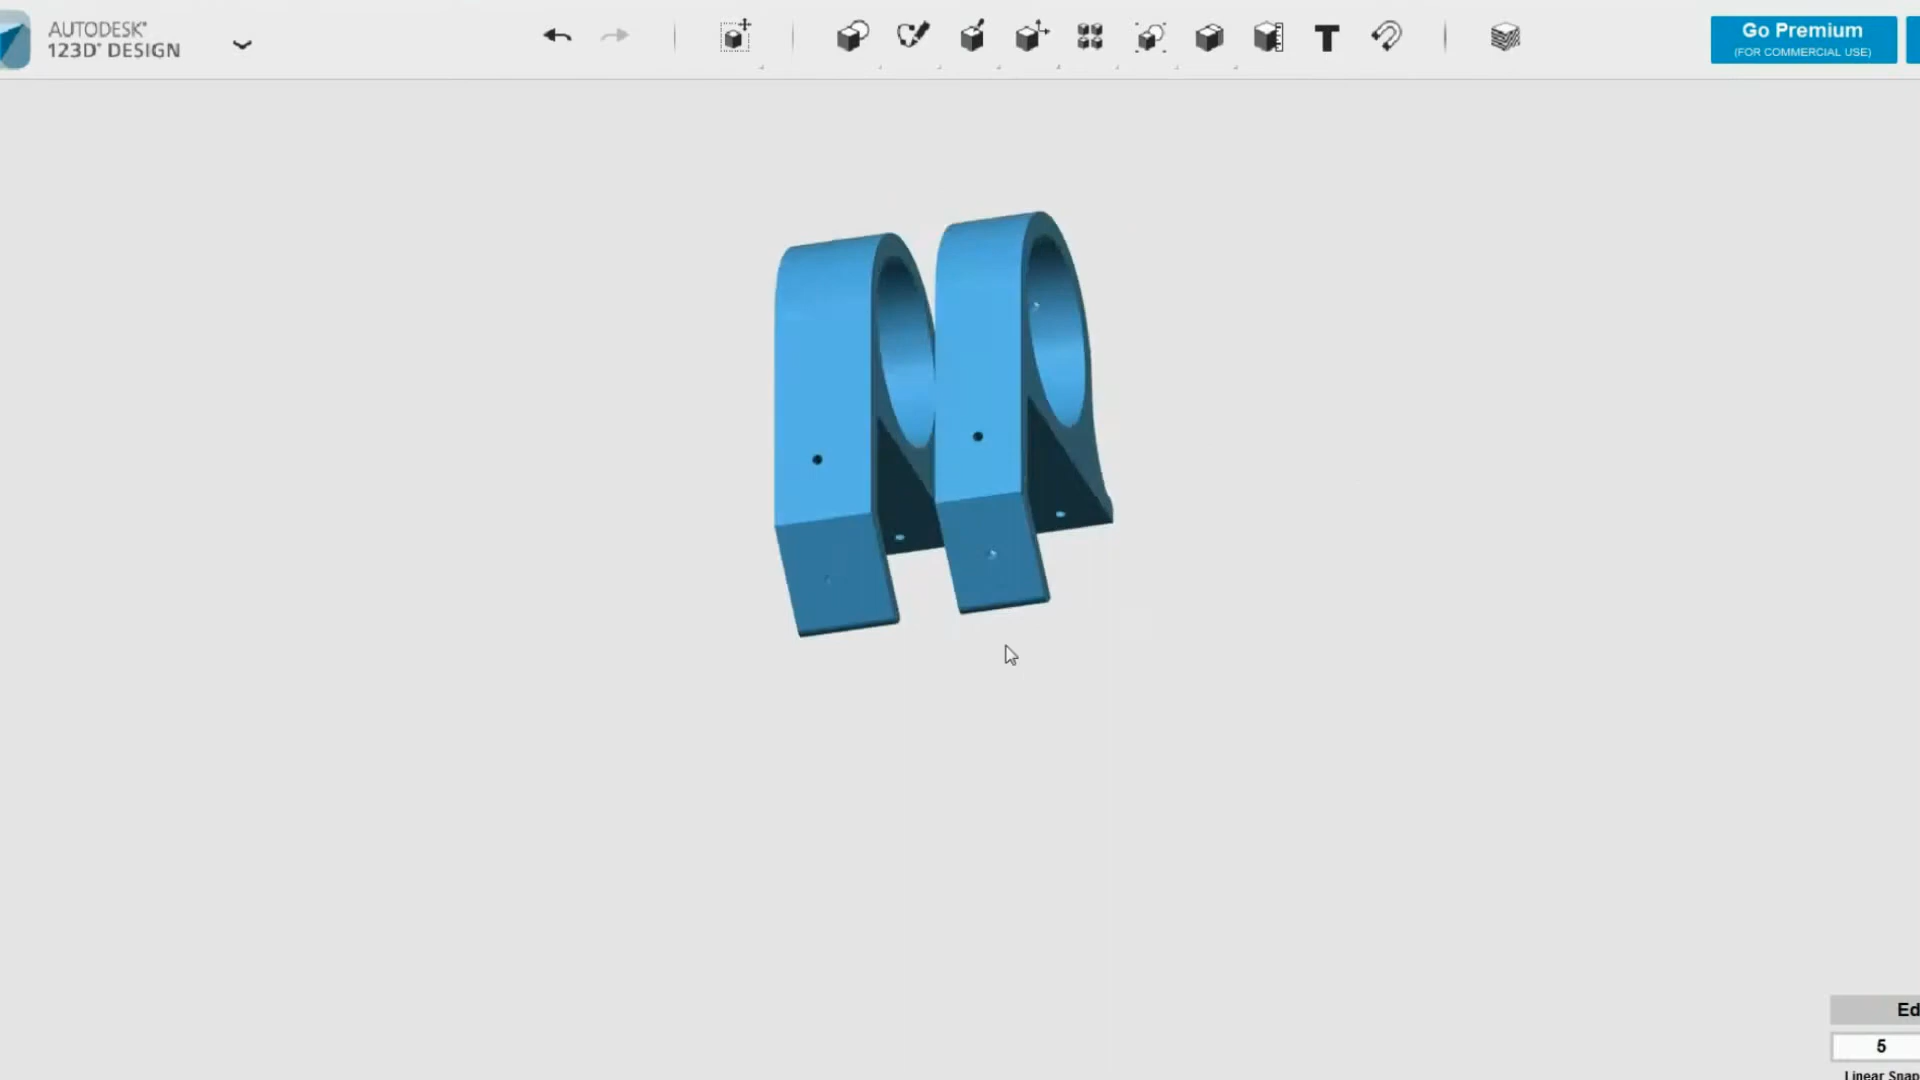 AUTODESK®
123D® DESIGN
T
Go Premium
(FOR COMMERCIAL USE)
Ed
5
Linear Snap